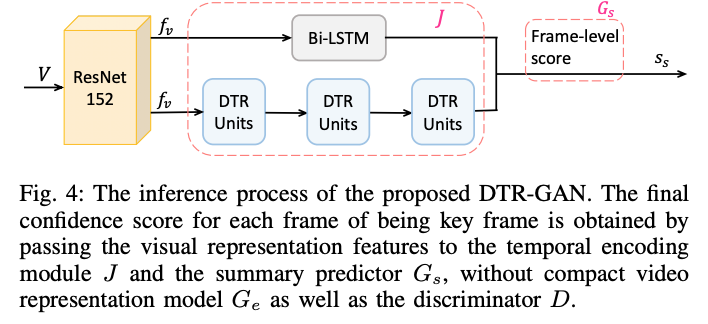 f_v
J
G_s
Bi-LSTM
Frame-level
score
V
ResNet
152
s_s
f_v
DTR
Units
DTR
Units
DTR
Units
Fig. 4: The inference process of the proposed DTR-GAN. The final
confidence score for each frame of being key frame is obtained by
passing the visual representation features to the temporal encoding
module J and the summary predictor G_s, without compact video
representation model G_e as well as the discriminator D.